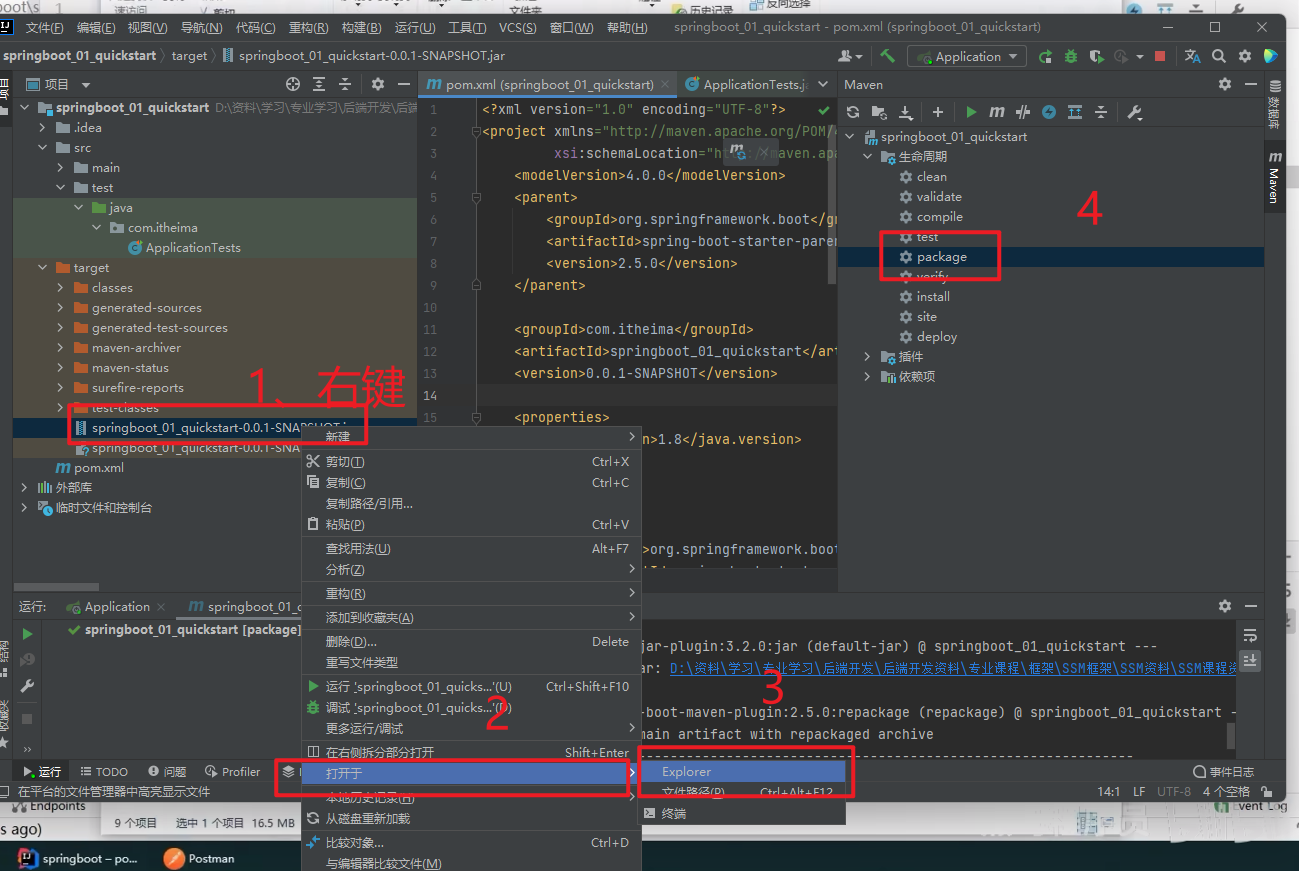 文件(F) 编辑(E) 视图(V) 导航(N) 代码(C) 重构(R) 构建(B) 运行(U) 工具(T) VCS(S) 窗口(W) 帮助(H) springboot_01_quickstart - pom.xml (springboot_01_quickstart)
springboot_01_quickstart target springboot_01_quickstart-0.0.1-SNAPSHOT.jar
Application
项目
springboot_01_quickstart D:\资料\学习\专业学习\后端开发\后端
.idea
src
main
test
java
com.itheima
ApplicationTests
target
classes
generated-sources
generated-test-sources
maven-archiver
maven-status
surefire-reports
test-classes
springboot_01_quickstart-0.0.1-SNAPSHOT.j
springboot_01_quickstart-0.0.1-SNA
pom.xml
外部库
临时文件和控制台
1、右键
pom.xml (springboot_01_quickstart) ApplicationTests.j
1 <?xml version="1.0" encoding="UTF-8"?>
2 <project xmlns="http://maven.apache.org/POM/
3 xsi:schemaLocation="http://maven.apa
4 <modelVersion>4.0.0</modelVersion>
5 <parent>
6 <groupId>org.springframework.boot</gr
7 <artifactId>spring-boot-starter-pare
8 <version>2.5.0</version>
9 </parent>
10
11 <groupId>com.itheima</groupId>
12 <artifactId>springboot_01_quickstart</art
13 <version>0.0.1-SNAPSHOT</version>
14
15 <properties>
n>1.8</java.version>
>org.springframework.boot
Maven
springboot_01_quickstart
生命周期
clean
validate
compile
test
package
verify
install
site
deploy
插件
依赖项
4
数据库
Maven
新建
剪切(T) Ctrl+X
复制(C) Ctrl+C
复制路径/引用...
粘贴(P) Ctrl+V
查找用法(U) Alt+F7
分析(Z)
重构(R)
添加到收藏夹(A)
删除(D)... Delete
重写文件类型
运行 'springboot_01_quicks...'(U) Ctrl+Shift+F10
调试 'springboot_01_quicks...'(D)
更多运行/调试
在右侧拆分部分打开 Shift+Enter
打开于
本地历史记录(H)
从磁盘重新加载
比较对象... Ctrl+D
与编辑器比较文件(M)
2
3
Explorer
文件路径(P) Ctrl+Alt+F12
终端
运行: Application springboot_01_q
springboot_01_quickstart [package]
jar-plugin:3.2.0:jar (default-jar) @ springboot_01_quickstart ---
ar: D:\资料\学习\专业学习\后端开发\后端开发资料\专业课程\框架\SSM框架\SSM资料\SSM课程资
-boot-maven-plugin:2.5.0:repackage (repackage) @ springboot_01_quickstart -
main artifact with repackaged archive
运行 TODO 问题 Profiler 事件日志
在平台的文件管理器中高亮显示文件 14:1 LF UTF-8 4 个空格
Endpoints Event Log
s ago) 9 个项目 选中 1 个项目 16.5 MB
springboot – po... Postman